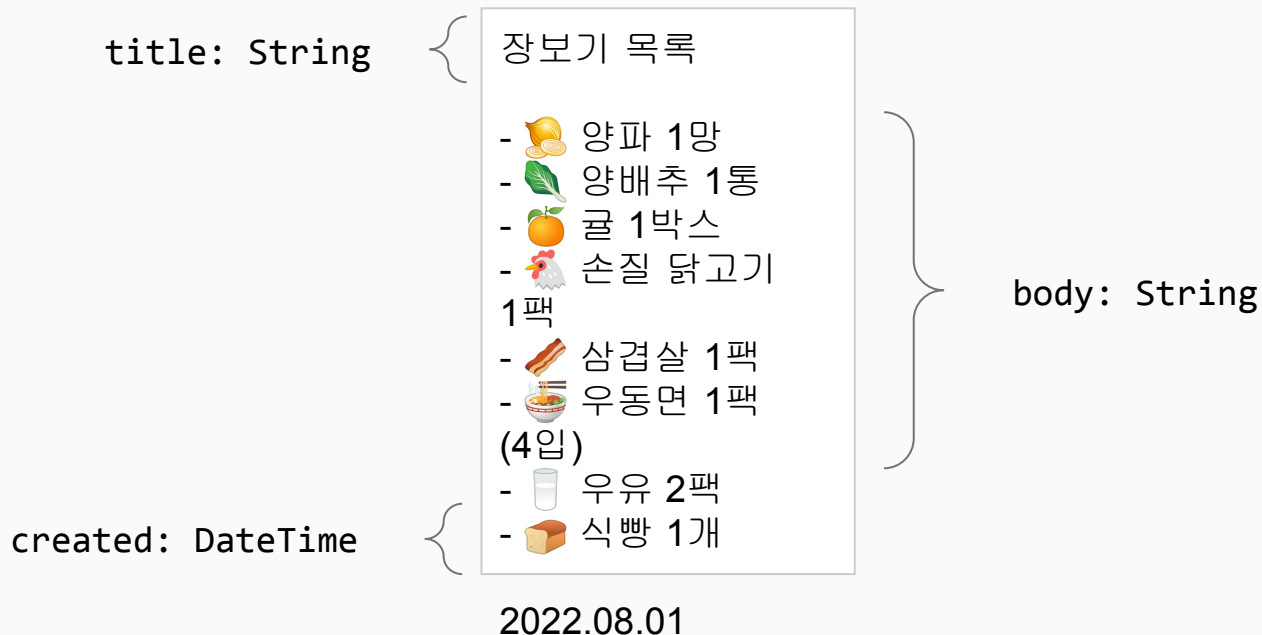 title: String
장보기 목록
- 🧅 양파 1망
- 🥬 양배추 1통
- 🍊 귤 1박스
- 🐔 손질 닭고기
1팩
- 🥓 삼겹살 1팩
- 🍜 우동면 1팩
(4입)
- 🥛 우유 2팩
- 🍞 식빵 1개
body: String
created: DateTime
2022.08.01